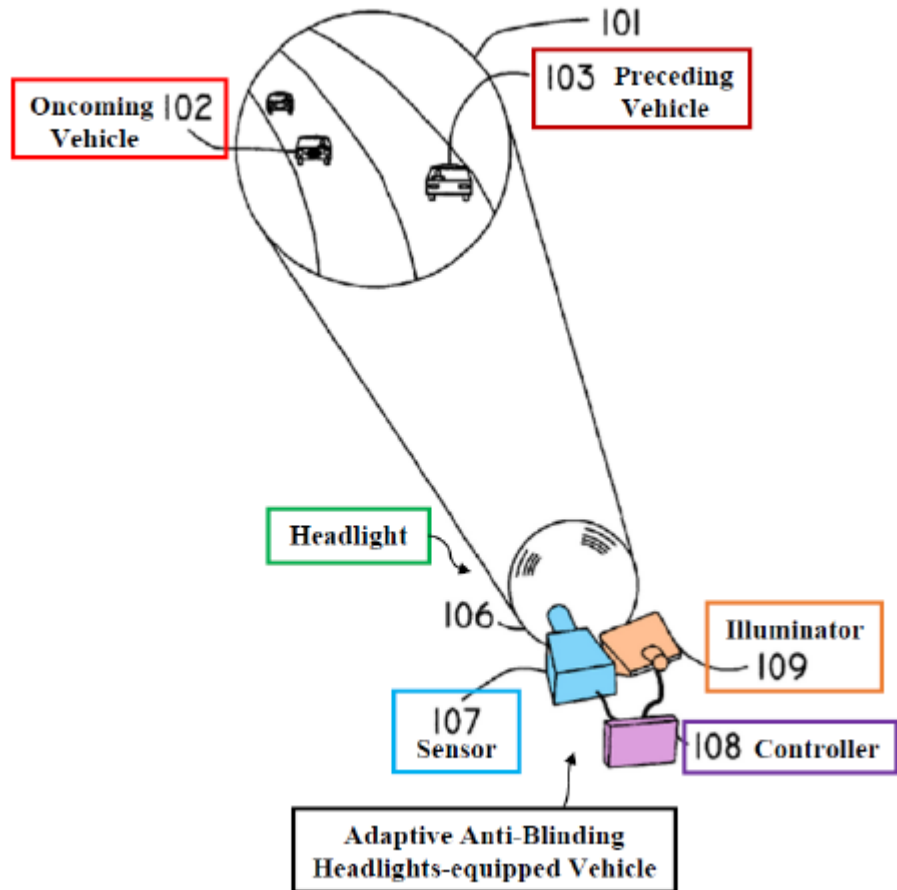 101
103 Preceding
Vehicle
Oncoming 102
Vehicle
Headlight
106
Illuminator
109
107
Sensor
108 Controller
Adaptive Anti-Blinding
Headlights-equipped Vehicle